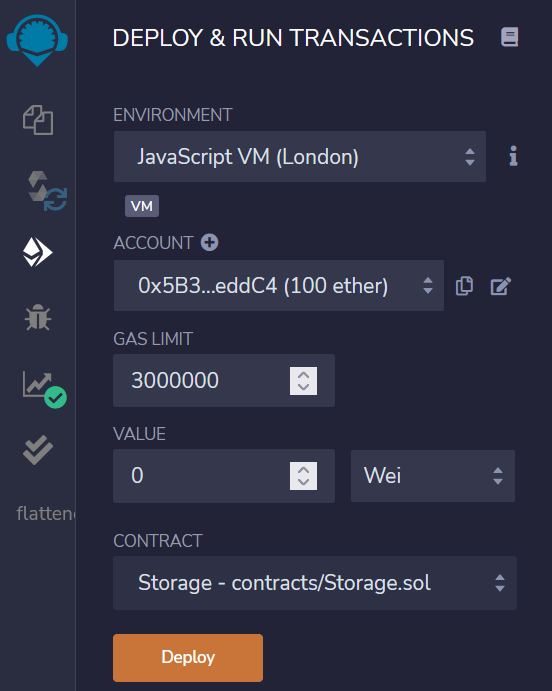 DEPLOY & RUN TRANSACTIONS
ENVIRONMENT
JavaScript VM (London)
VM
ACCOUNT
0x5B3...eddC4 (100 ether)
GAS LIMIT
3000000
VALUE
0 Wei
flattene
CONTRACT
Storage - contracts/Storage.sol
Deploy